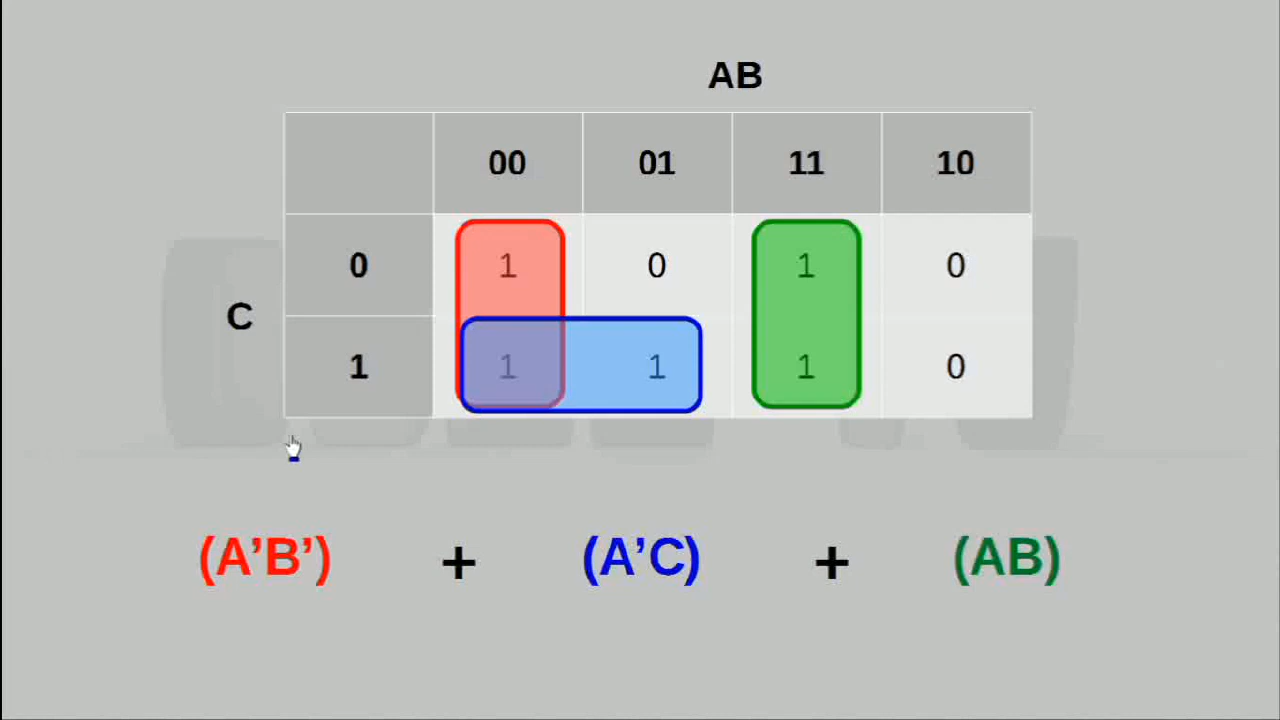 AB
00 01 11 10
0 1 0 1 0
C
1 1 1 1 0
(A’B’) + (A’C) + (AB)